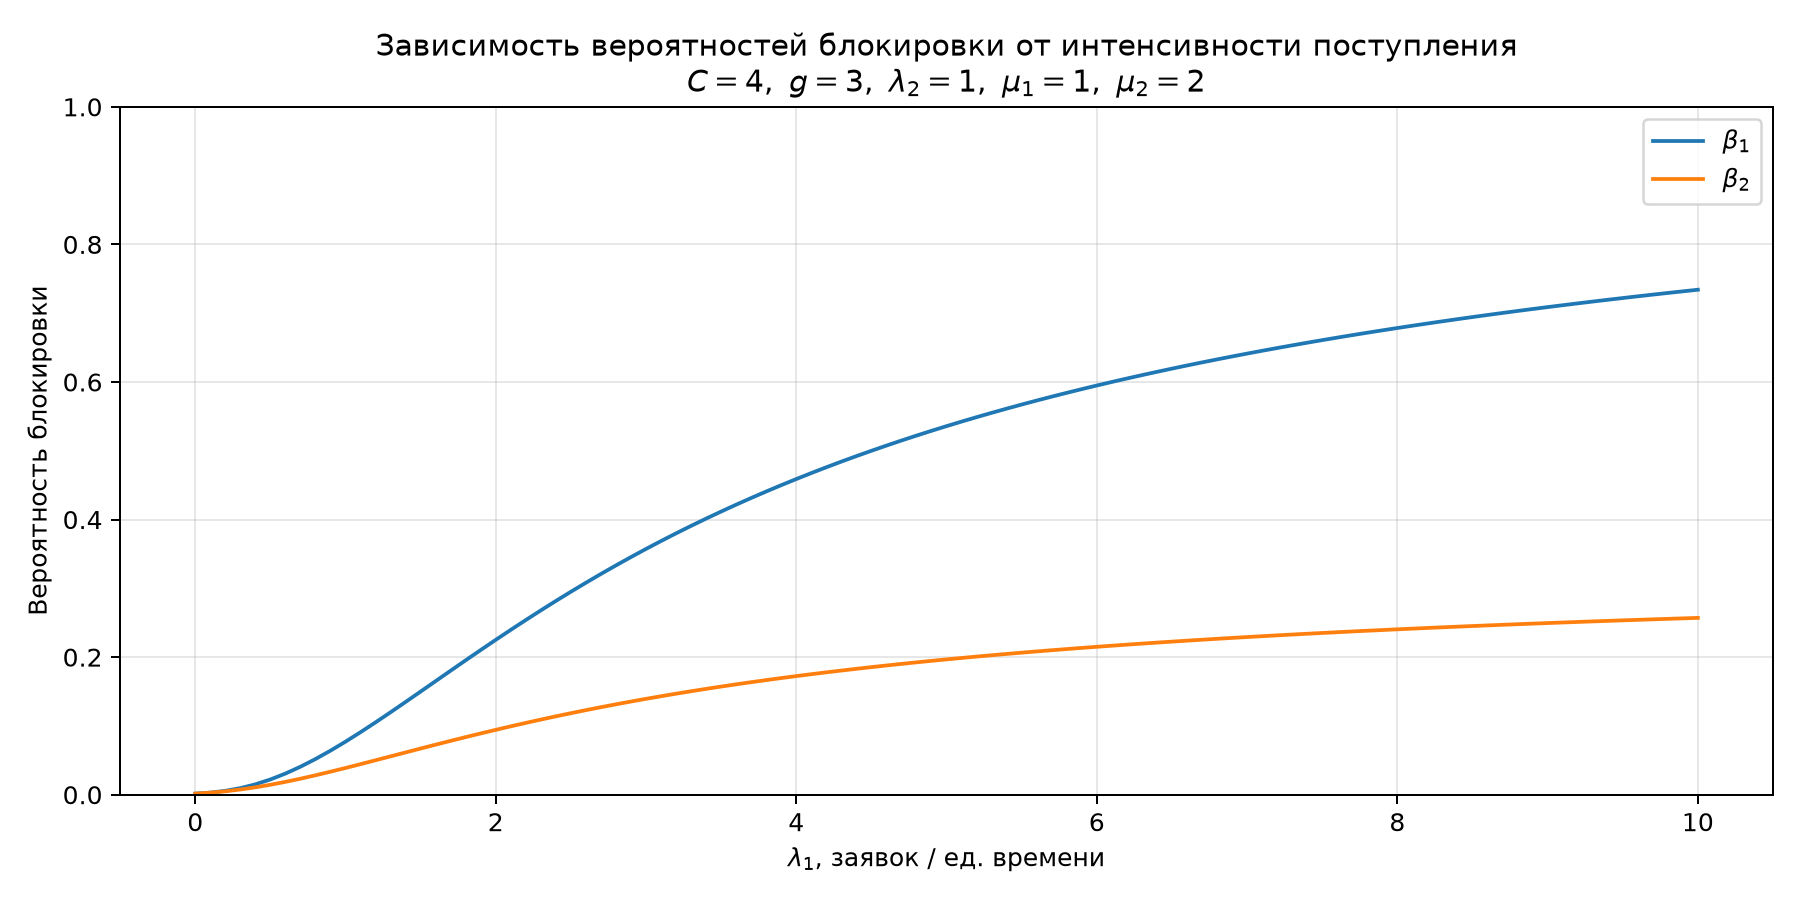 Зависимость вероятностей блокировки от интенсивности поступления
C = 4, g = 3, λ₂ = 1, μ₁ = 1, μ₂ = 2
1.0
0.8
0.6
0.4
0.2
0.0
Вероятность блокировки
β₁
β₂
0 2 4 6 8 10
λ₁, заявок / ед. времени